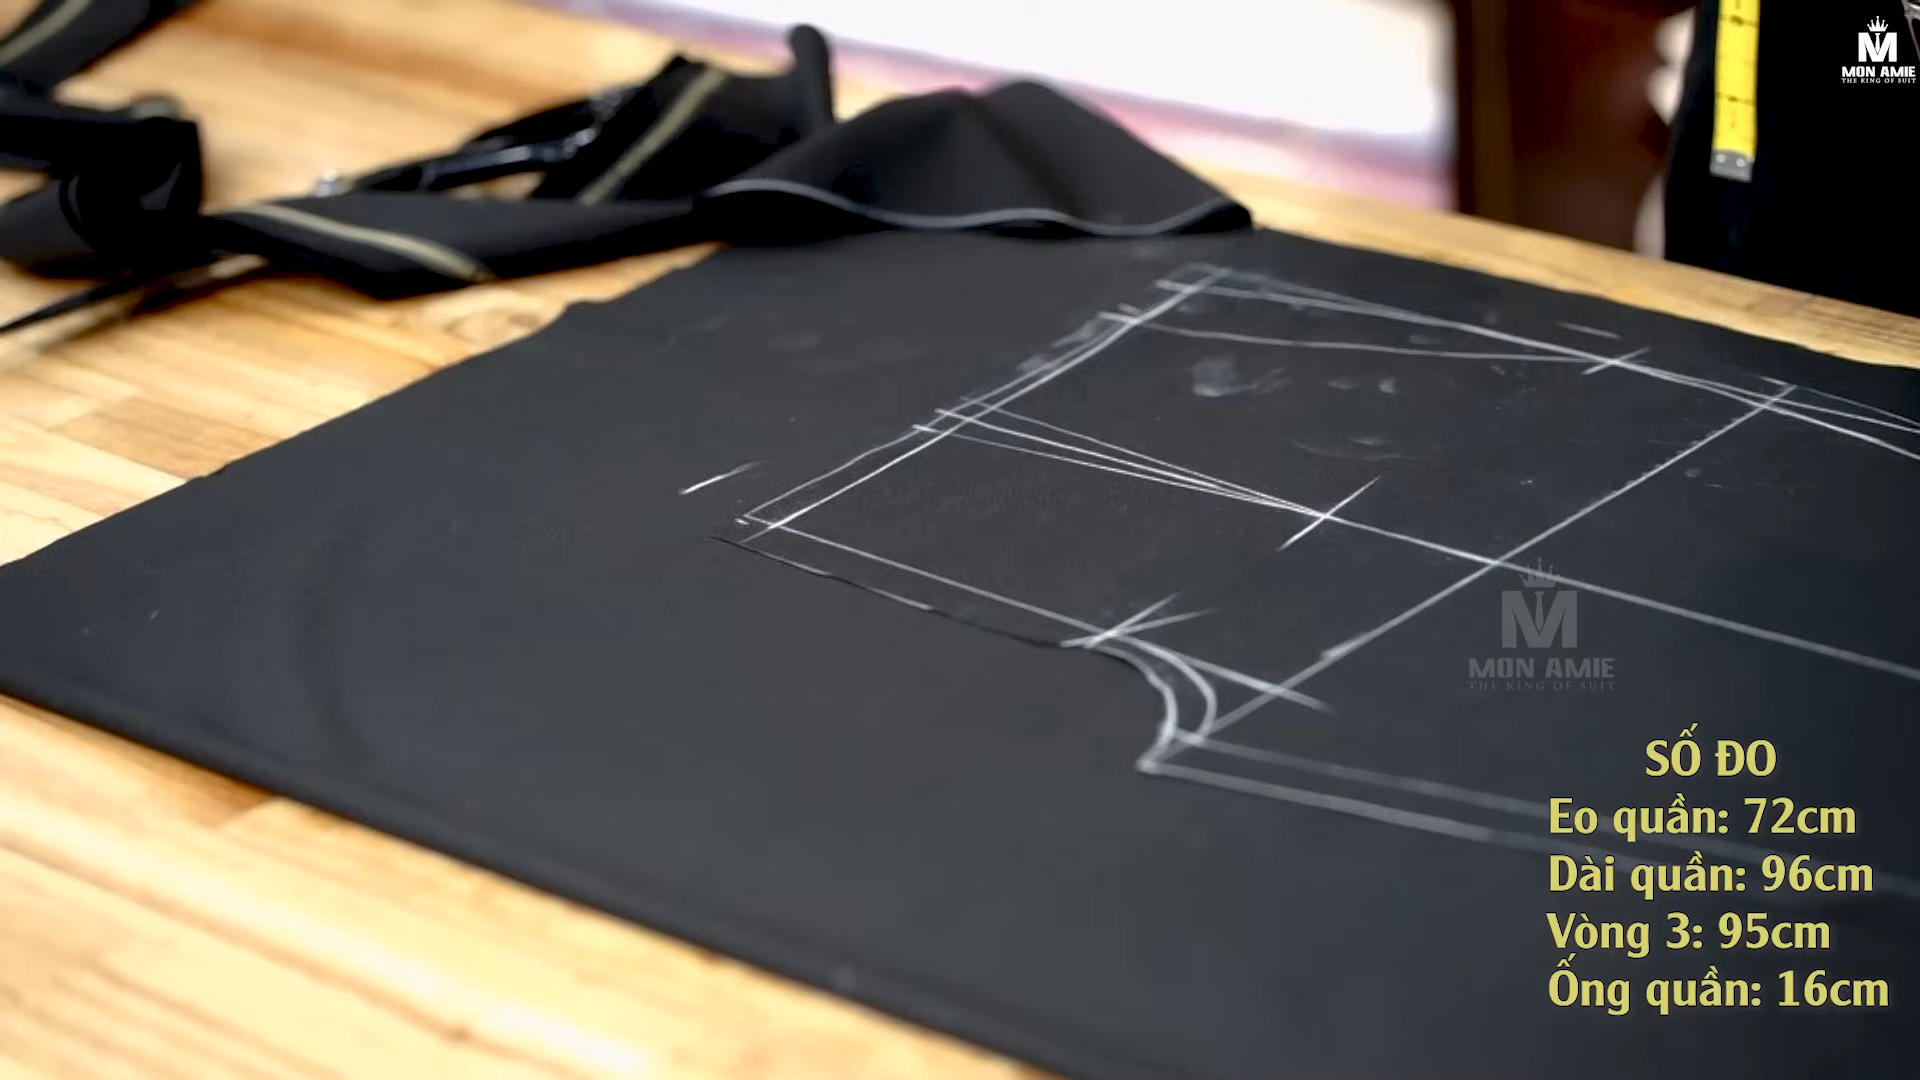 M
MON AMIE
THE KING OF SUIT
M
MON AMIE
THE KING OF SUIT
SỐ ĐO
Eo quần: 72cm
Dài quần: 96cm
Vòng 3: 95cm
Ống quần: 16cm